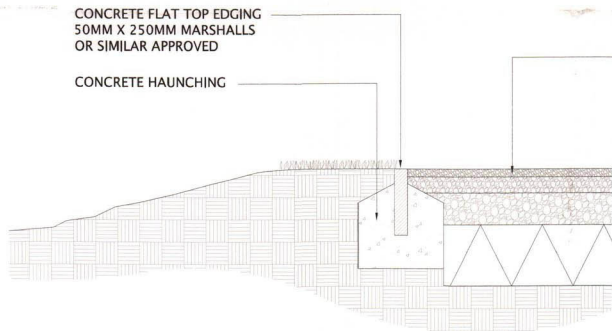 CONCRETE FLAT TOP EDGING
50MM X 250MM MARSHALLS
OR SIMILAR APPROVED
CONCRETE HAUNCHING